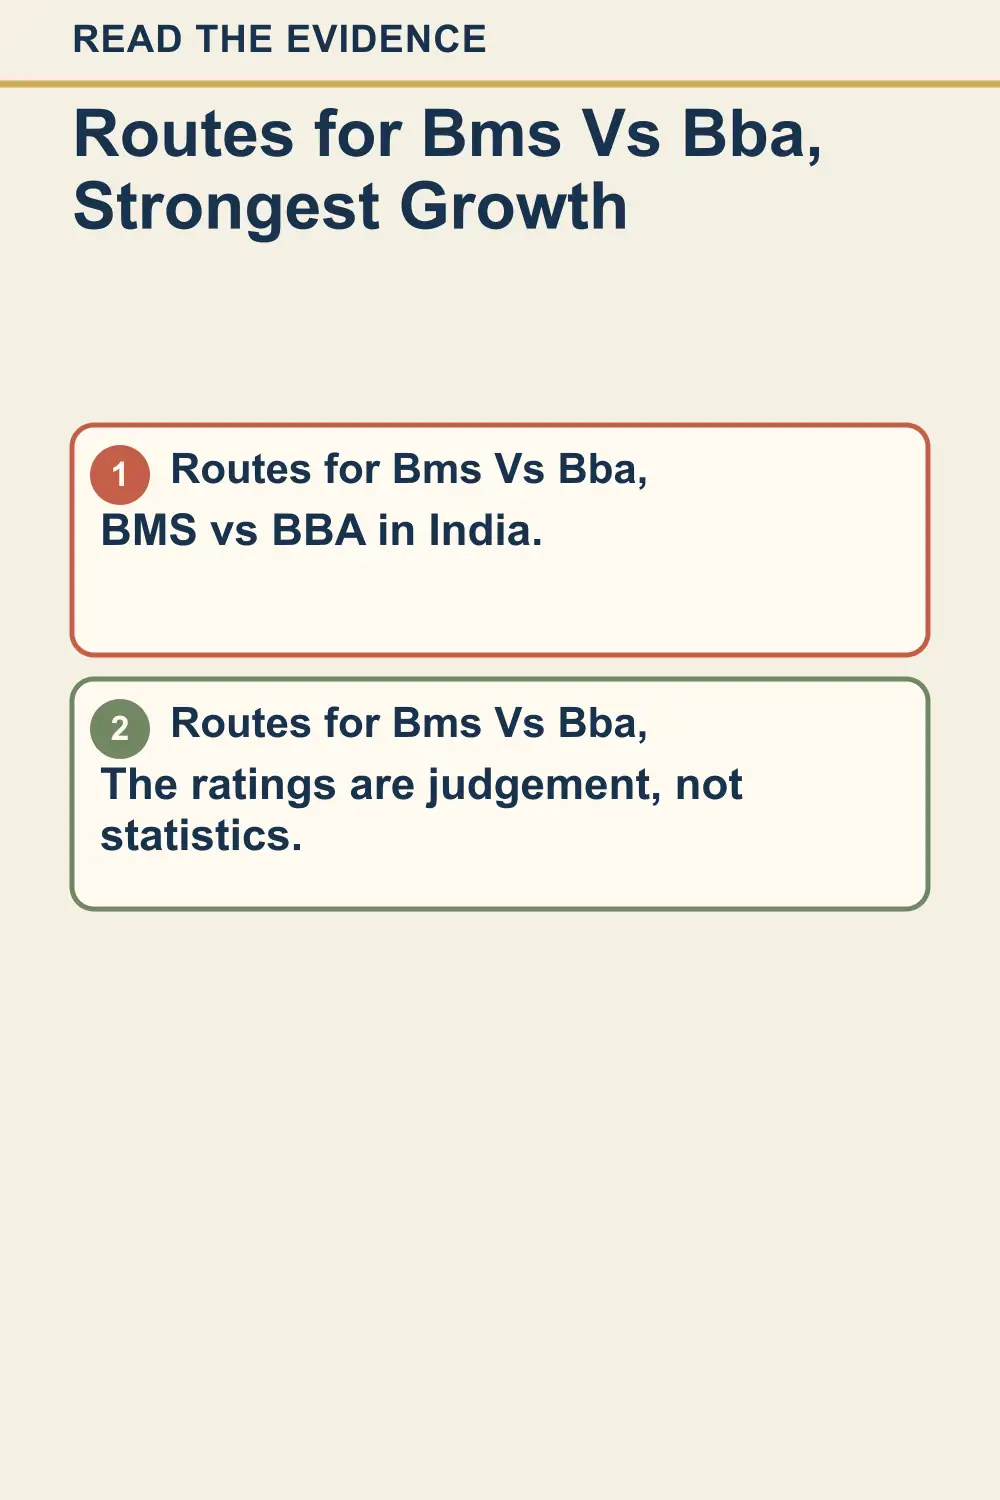 READ THE EVIDENCE
Routes for Bms Vs Bba,
Strongest Growth
1 Routes for Bms Vs Bba,
BMS vs BBA in India.
2 Routes for Bms Vs Bba,
The ratings are judgement, not
statistics.